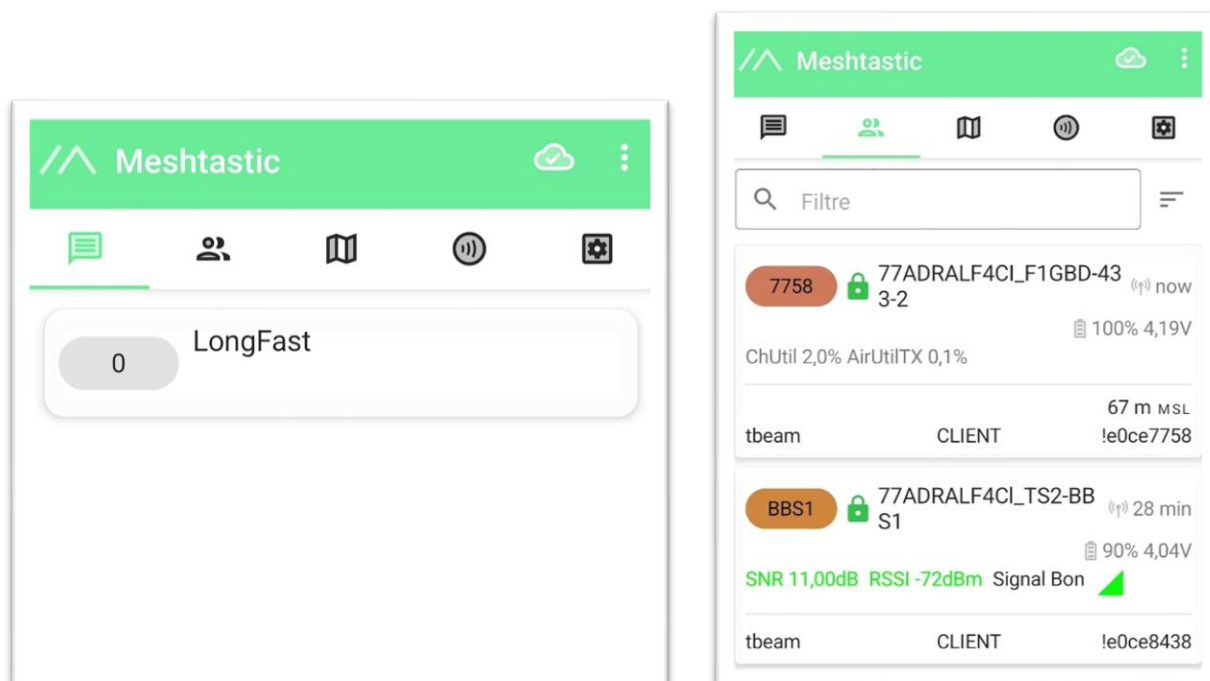 Meshtastic
LongFast
0
Meshtastic
Filtre
7758
77ADRALF4CI_F1GBD-43
3-2
now
100% 4,19V
ChUtil 2,0% AirUtilTX 0,1%
67 m MSL
tbeam CLIENT !e0ce7758
BBS1
77ADRALF4CI_TS2-BB
S1
28 min
90% 4,04V
SNR 11,00dB RSSI -72dBm Signal Bon
tbeam CLIENT !e0ce8438